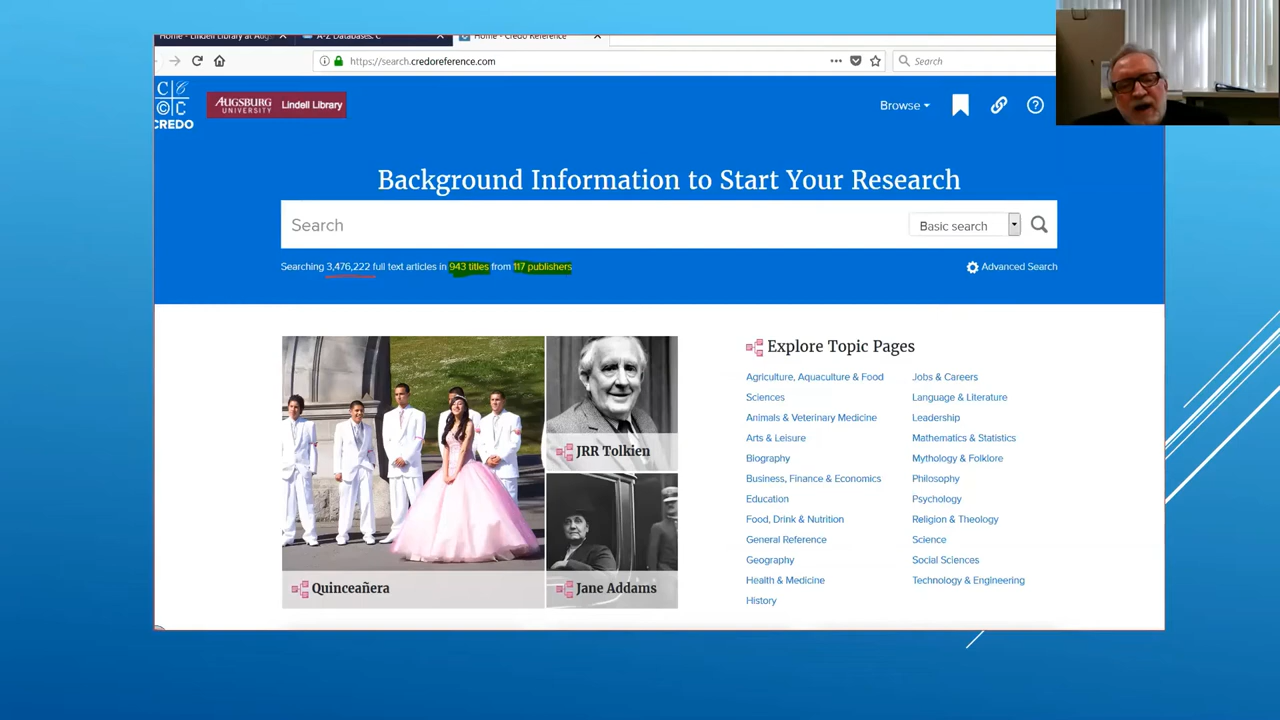 Home - Lindell Library at Augs
A-Z Databases: C
Home - Credo Reference
https://search.credoreference.com
Search
CREDO
AUGSBURG UNIVERSITY
Lindell Library
Browse
Background Information to Start Your Research
Search
Basic search
Searching 3,476,222 full text articles in 943 titles from 117 publishers
Advanced Search
Quinceañera
JRR Tolkien
Jane Addams
Explore Topic Pages
Agriculture, Aquaculture & Food
Sciences
Animals & Veterinary Medicine
Arts & Leisure
Biography
Business, Finance & Economics
Education
Food, Drink & Nutrition
General Reference
Geography
Health & Medicine
History
Jobs & Careers
Language & Literature
Leadership
Mathematics & Statistics
Mythology & Folklore
Philosophy
Psychology
Religion & Theology
Science
Social Sciences
Technology & Engineering